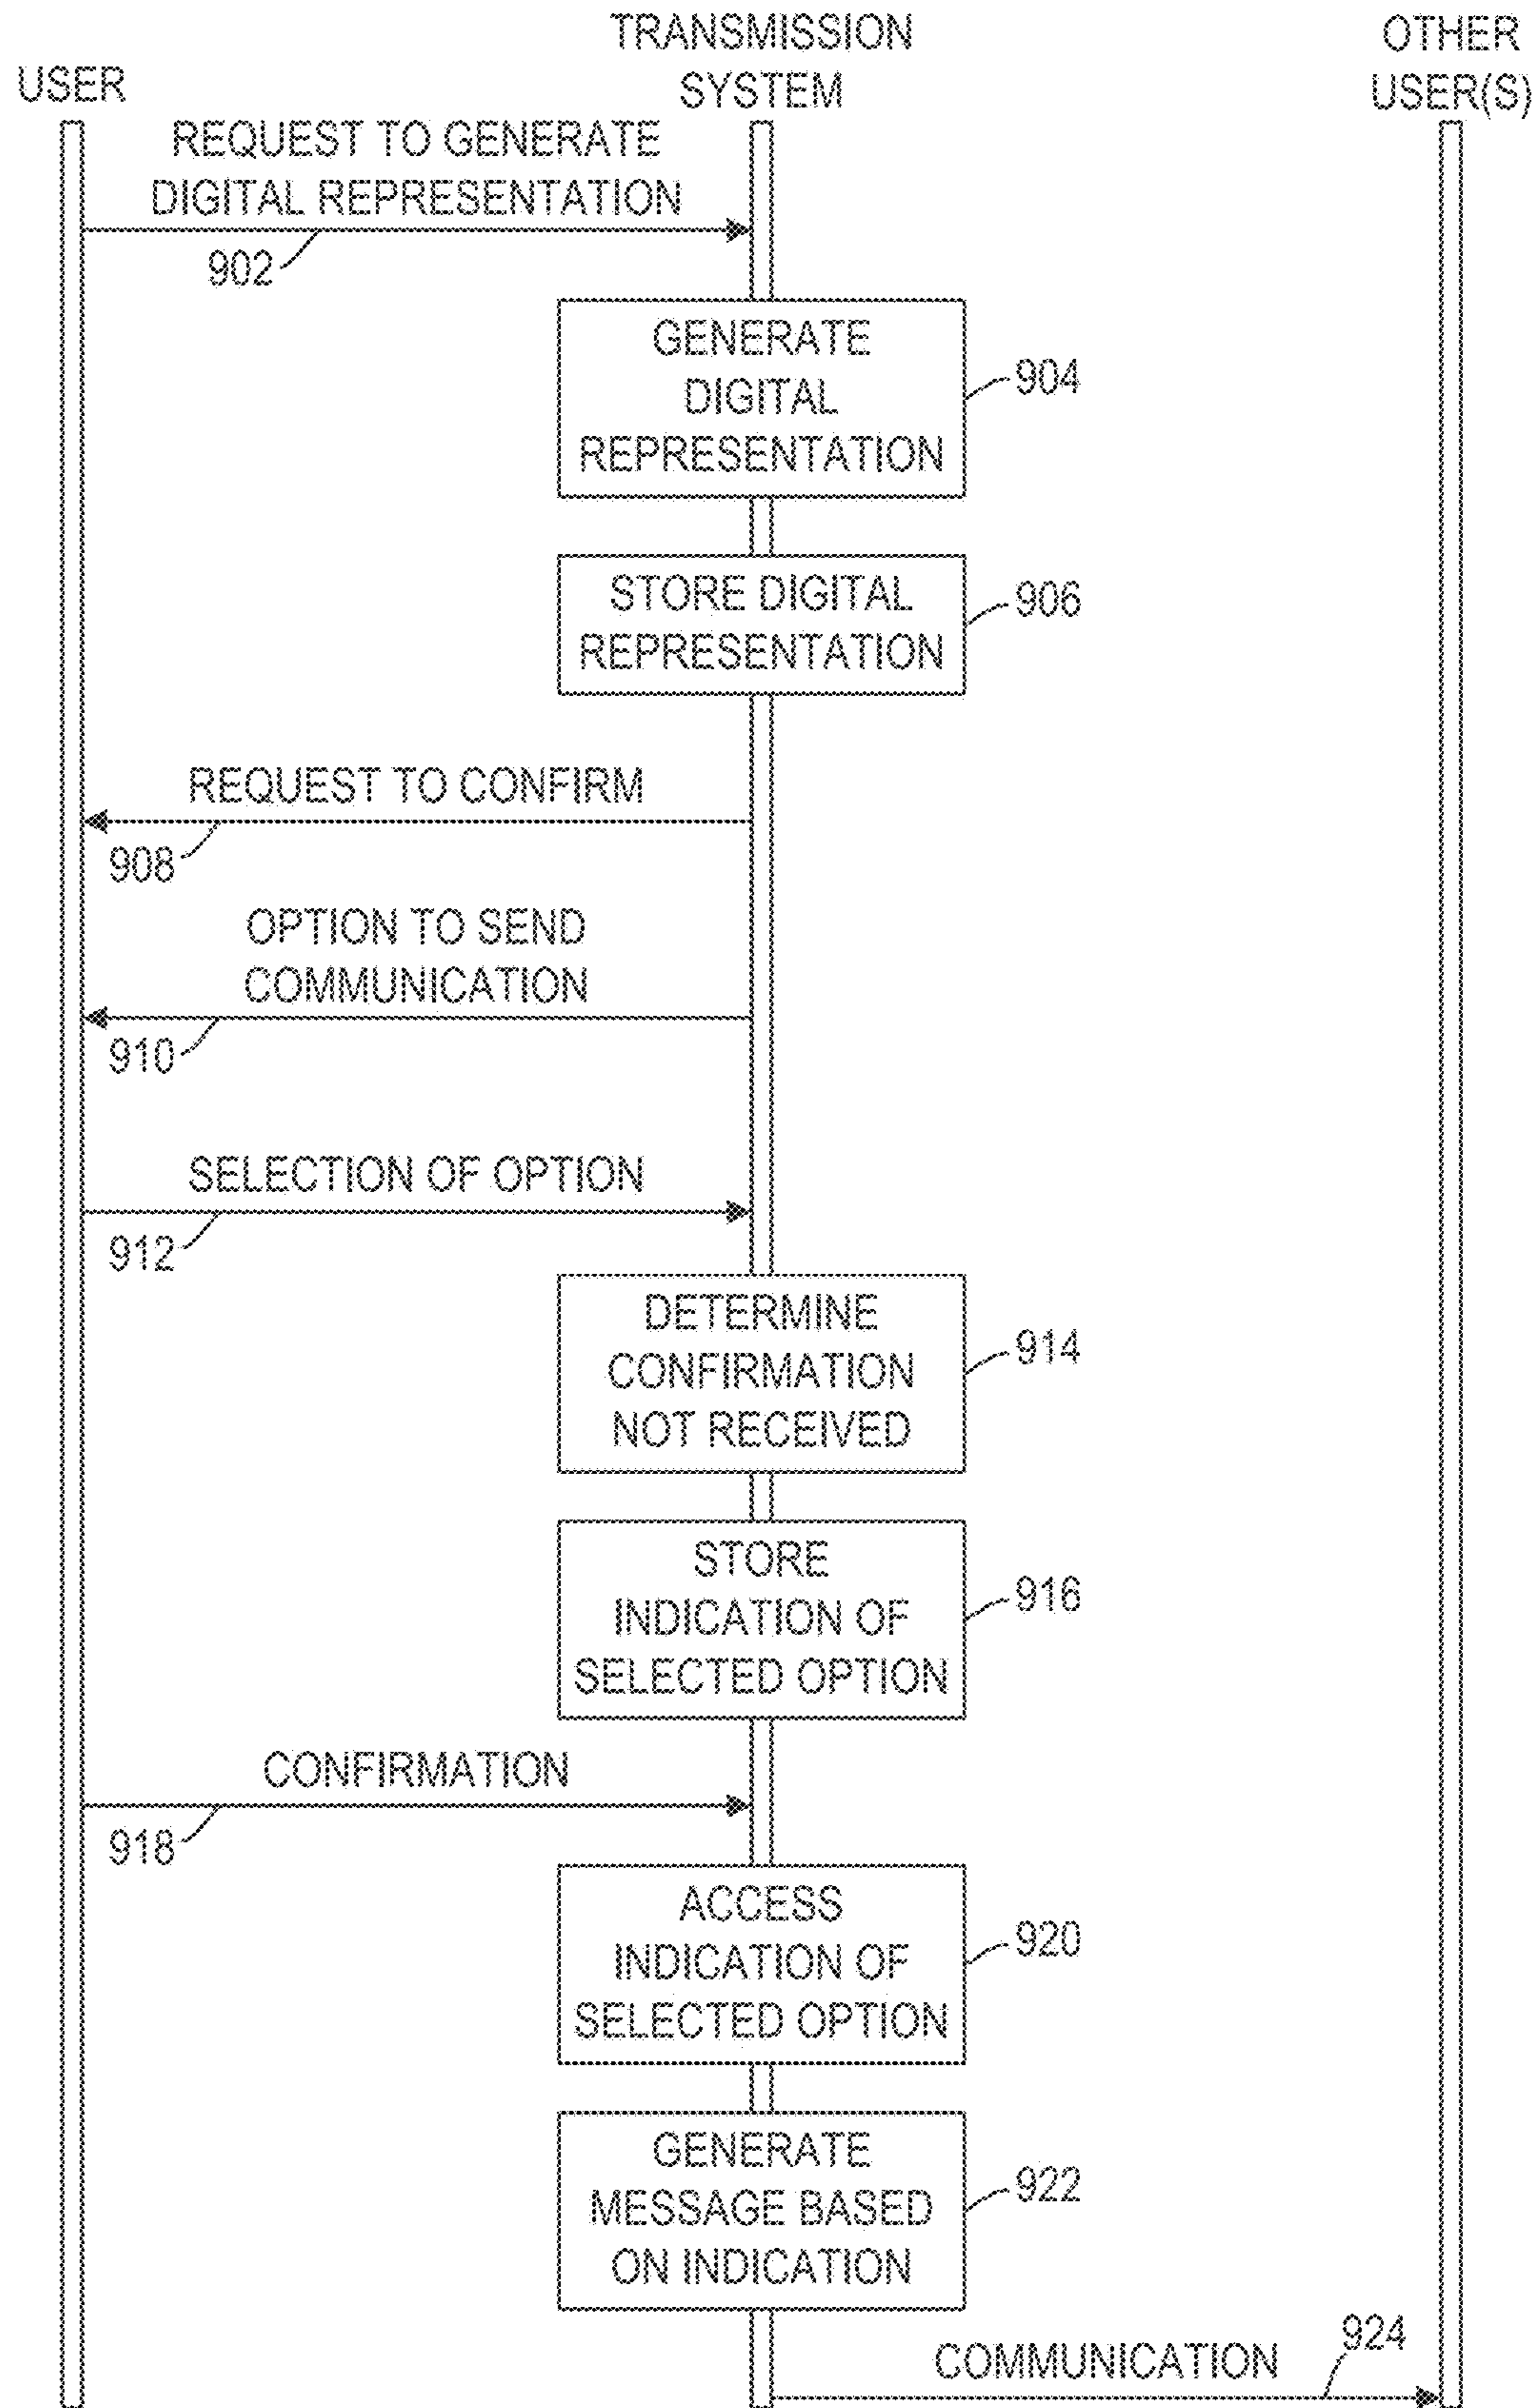 TRANSMISSION
SYSTEM
USER
OTHER
USER(S)
REQUEST TO GENERATE
DIGITAL REPRESENTATION
902
GENERATE
DIGITAL
REPRESENTATION
904
STORE DIGITAL
REPRESENTATION
906
REQUEST TO CONFIRM
908
OPTION TO SEND
COMMUNICATION
910
SELECTION OF OPTION
912
DETERMINE
CONFIRMATION
NOT RECEIVED
914
STORE
INDICATION OF
SELECTED OPTION
916
CONFIRMATION
918
ACCESS
INDICATION OF
SELECTED OPTION
920
GENERATE
MESSAGE BASED
ON INDICATION
922
COMMUNICATION
924